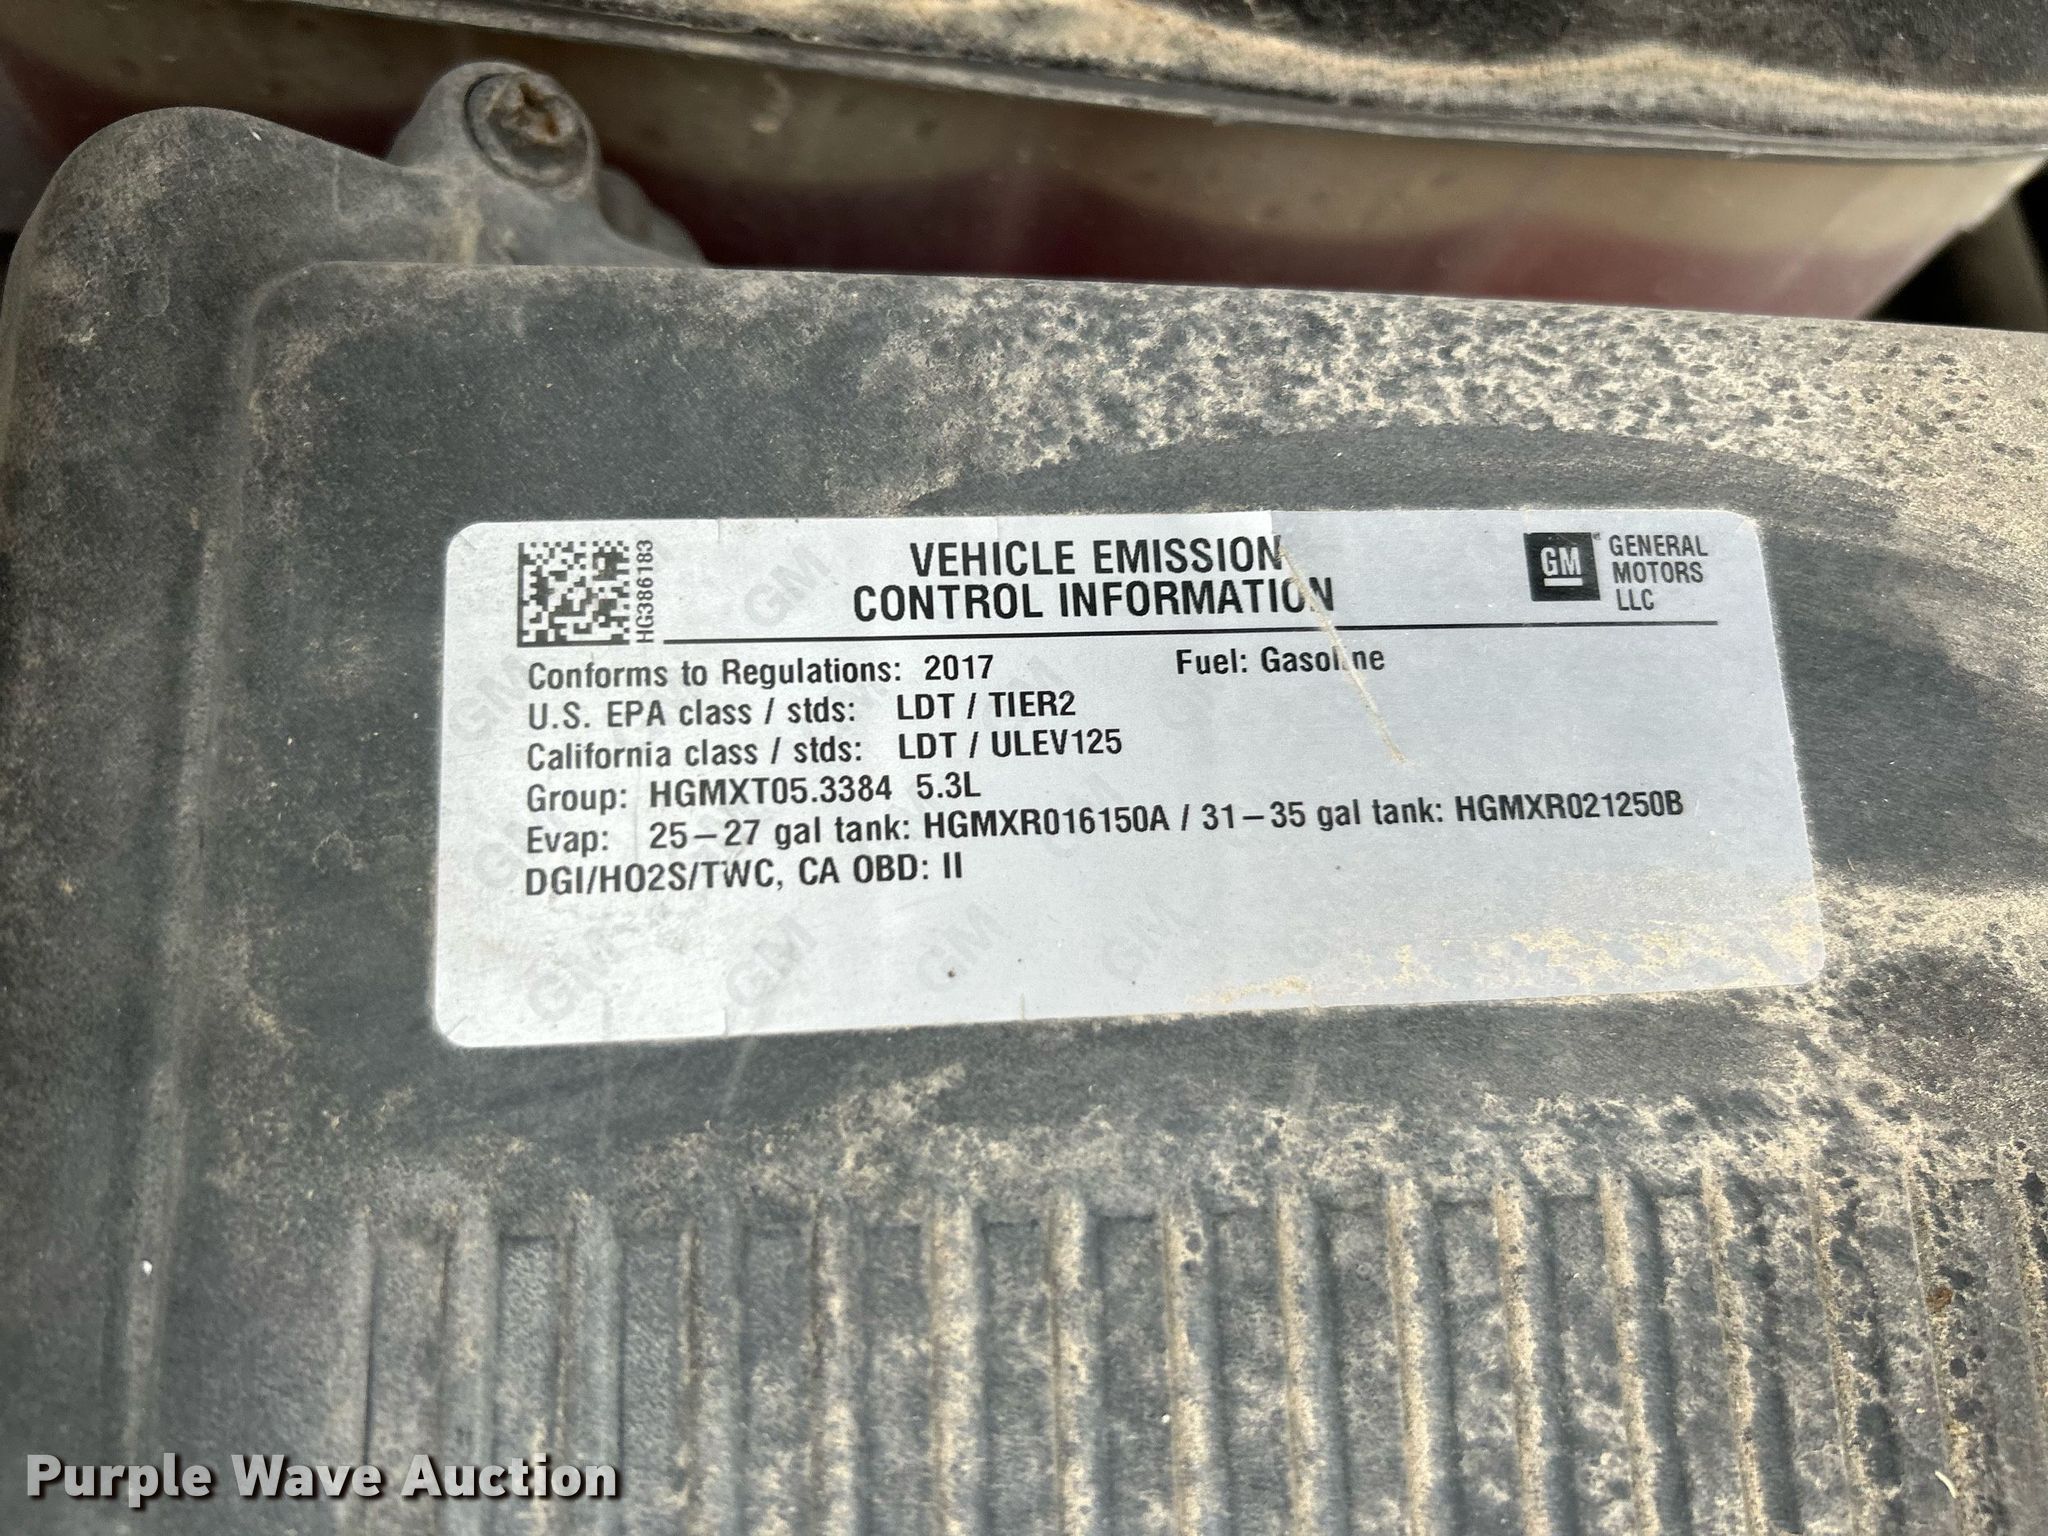 HG386183
VEHICLE EMISSION
CONTROL INFORMATION
GM
GENERAL
MOTORS
LLC
Conforms to Regulations: 2017 Fuel: Gasoline
U.S. EPA class / stds: LDT / TIER2
California class / stds: LDT / ULEV125
Group: HGMXT05.3384 5.3L
Evap: 25-27 gal tank: HGMXR016150A / 31-35 gal tank: HGMXR021250B
DGI/HO2S/TWC, CA OBD: II
Purple Wave Auction